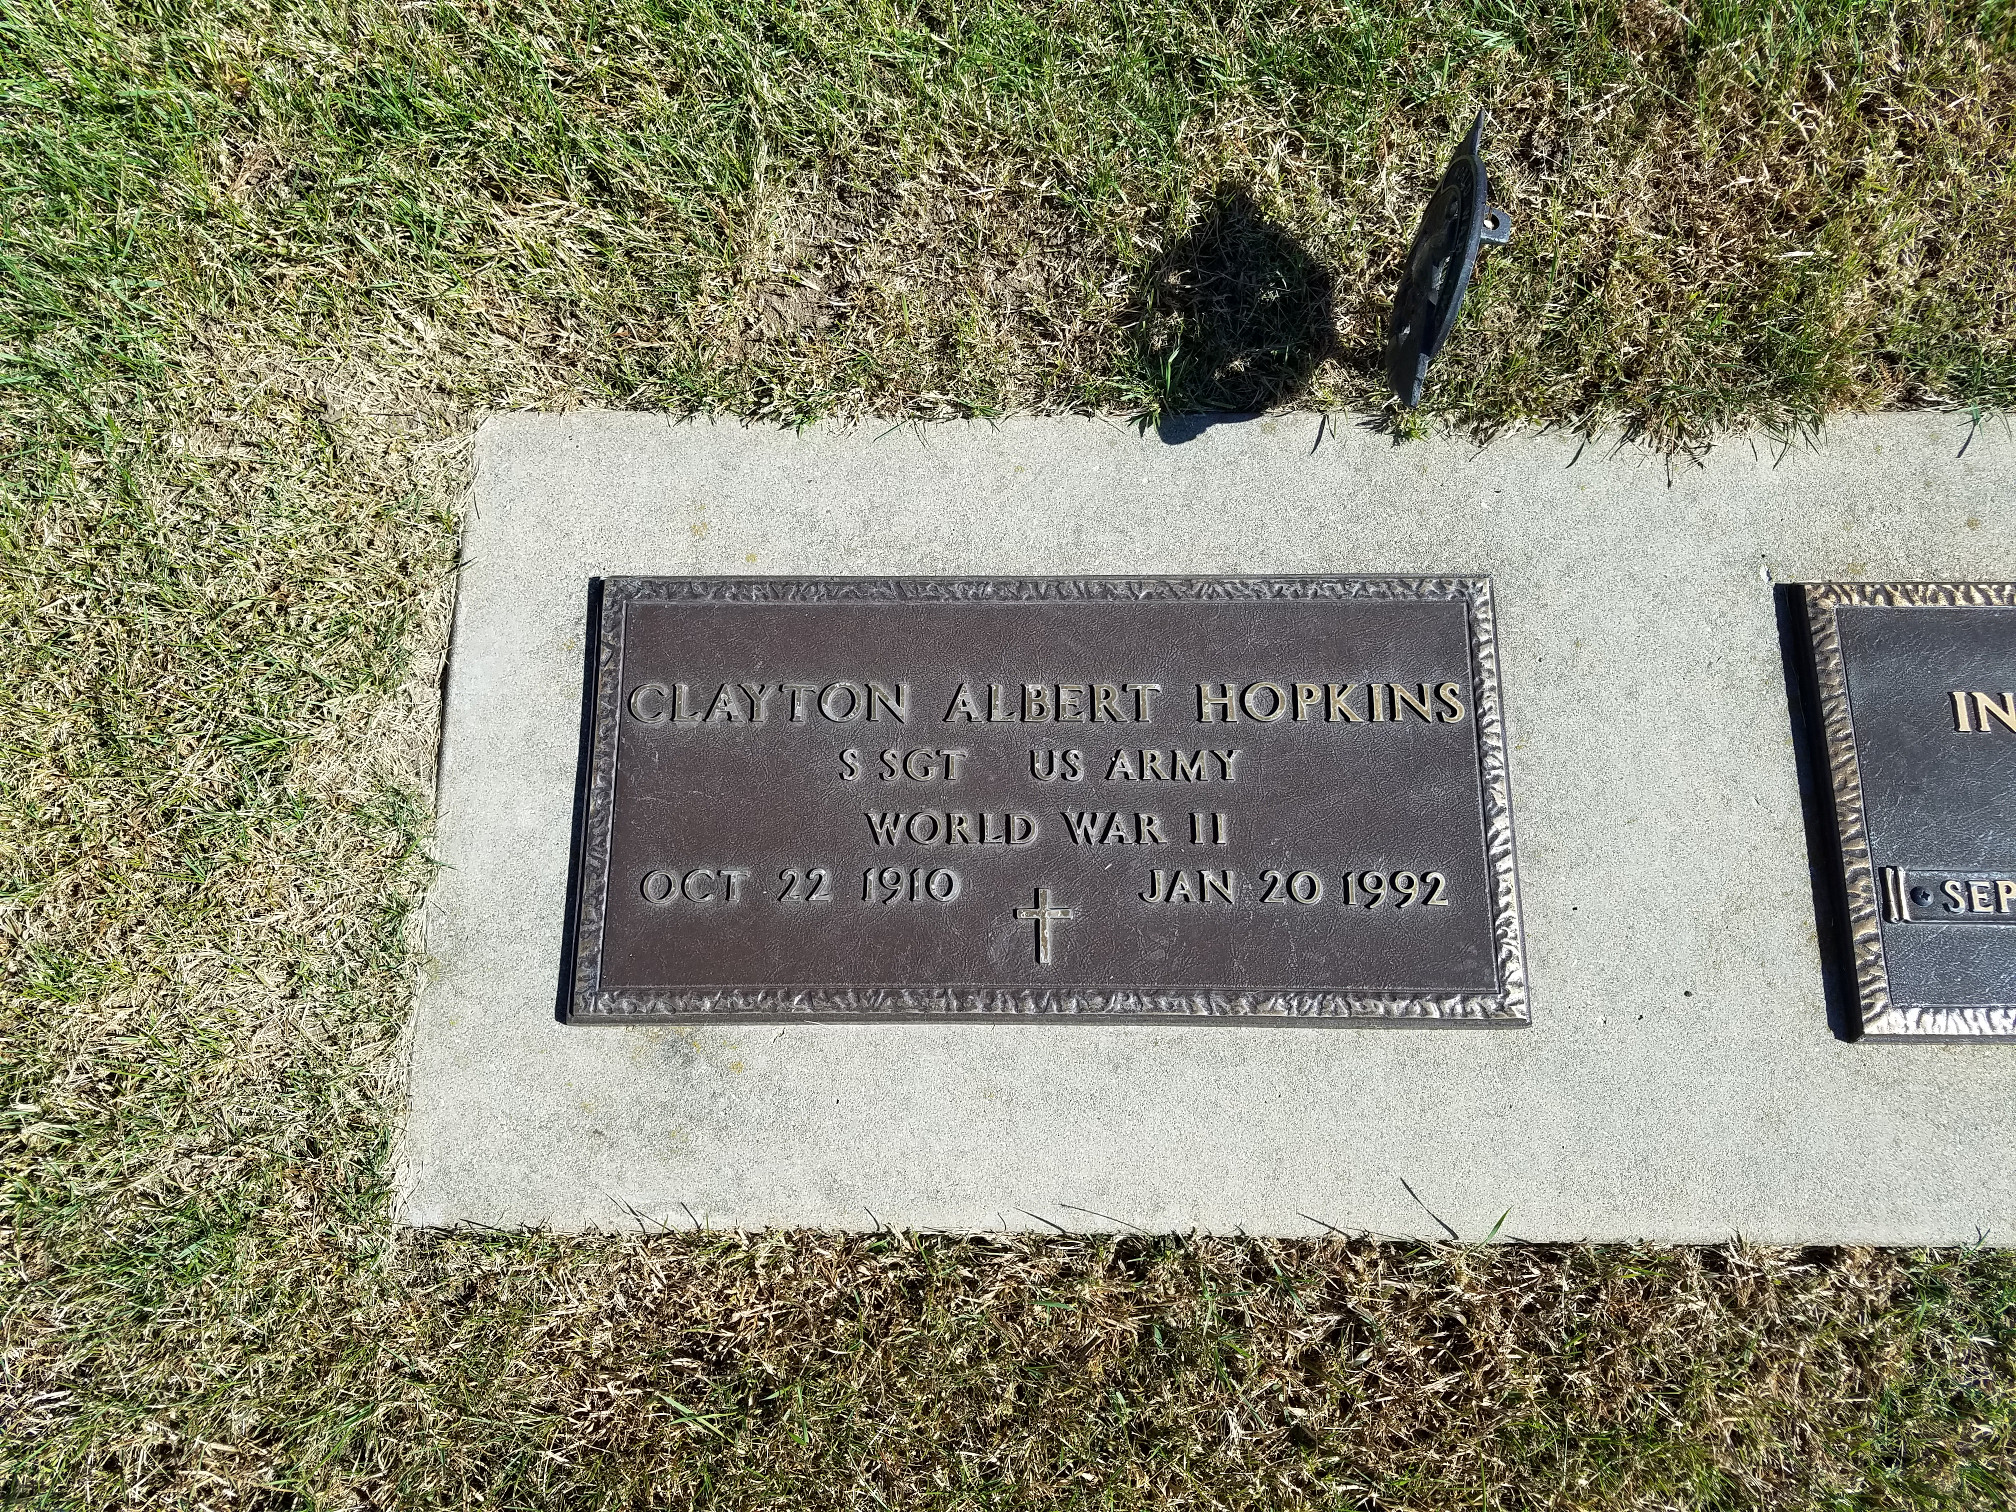 CLAYTON ALBERT HOPKINS
S SGT US ARMY
WORLD WAR II
OCT 22 1910 JAN 20 1992